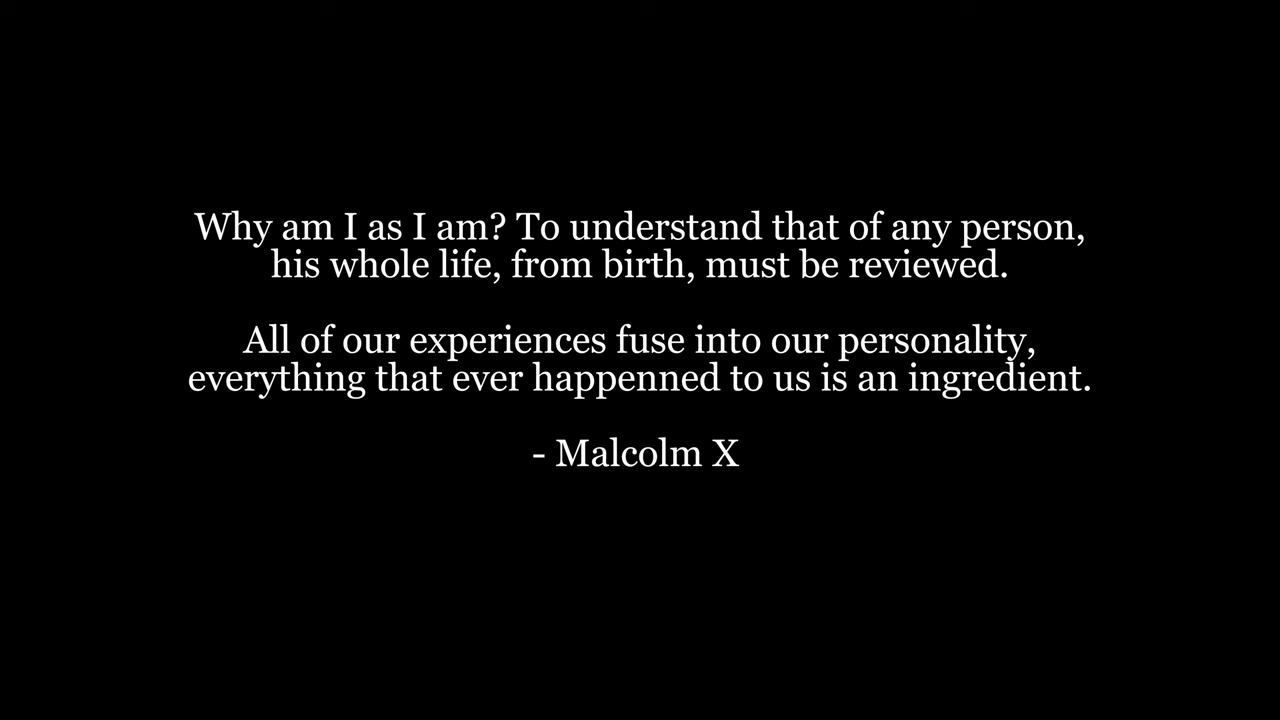 Why am I as I am? To understand that of any person,
his whole life, from birth, must be reviewed.
All of our experiences fuse into our personality,
everything that ever happenned to us is an ingredient.
- Malcolm X